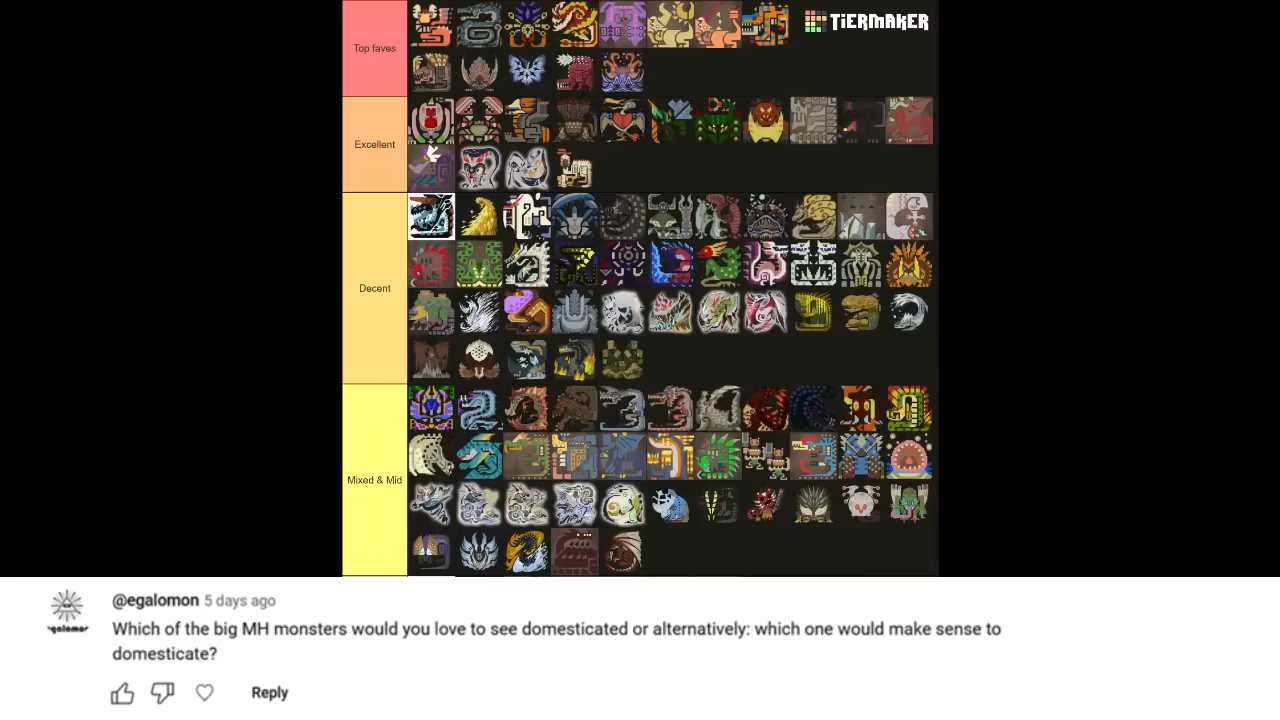 Top faves
TiERMAKER
Excellent
Decent
Mixed & Mid
@egalomon 5 days ago
Which of the big MH monsters would you love to see domesticated or alternatively: which one would make sense to
domesticate?
Reply